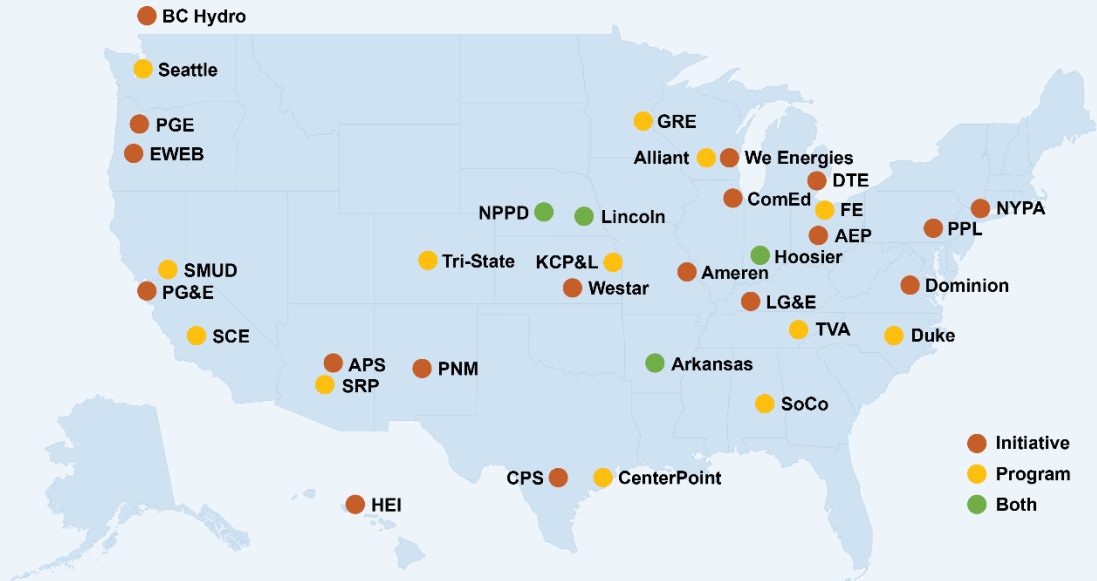 BC Hydro
Seattle
PGE
GRE
EWEB
Alliant
We Energies
DTE
ComEd
NYPA
FE
NPPD
Lincoln
PPL
AEP
Hoosier
Tri-State
KCP&L
SMUD
Ameren
Dominion
PG&E
Westar
LG&E
TVA
SCE
Duke
APS
PNM
Arkansas
SRP
SoCo
Initiative
Program
Both
CPS
CenterPoint
HEI